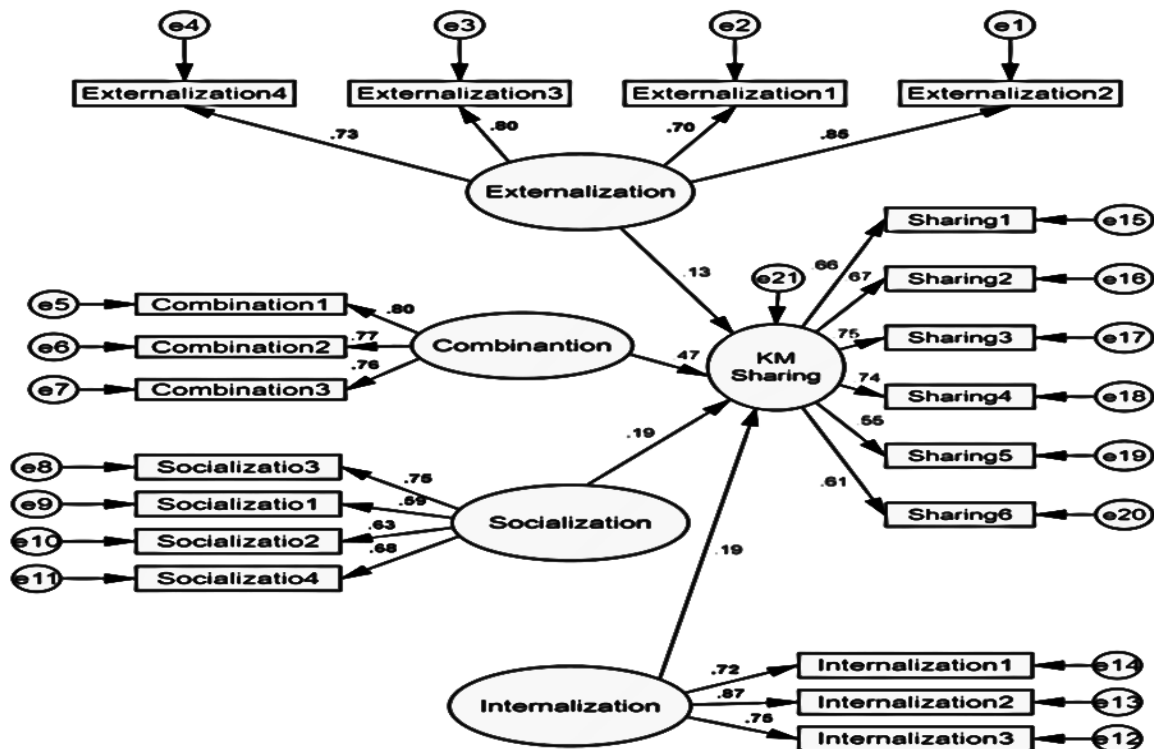 e4
e3
e2
e1
Externalization4
Externalization3
Externalization1
Externalization2
.73
.80
.70
.85
Externalization
Sharing1
e15
.13
e21
.66
.67
Sharing2
e16
e5
Combination1
.80
e6
Combination2
.77
Combinantion
47
KM
Sharing
75
Sharing3
e17
e7
Combination3
.76
74
Sharing4
e18
.19
.55
Sharing5
e19
e8
Socializatio3
.75
.61
e9
Socializatio1
.59
Socialization
Sharing6
e20
e10
Socializatio2
.63
e11
Socializatio4
.68
.19
Internalization
.72
Internalization1
e14
.87
Internalization2
e13
.75
Internalization3
e12